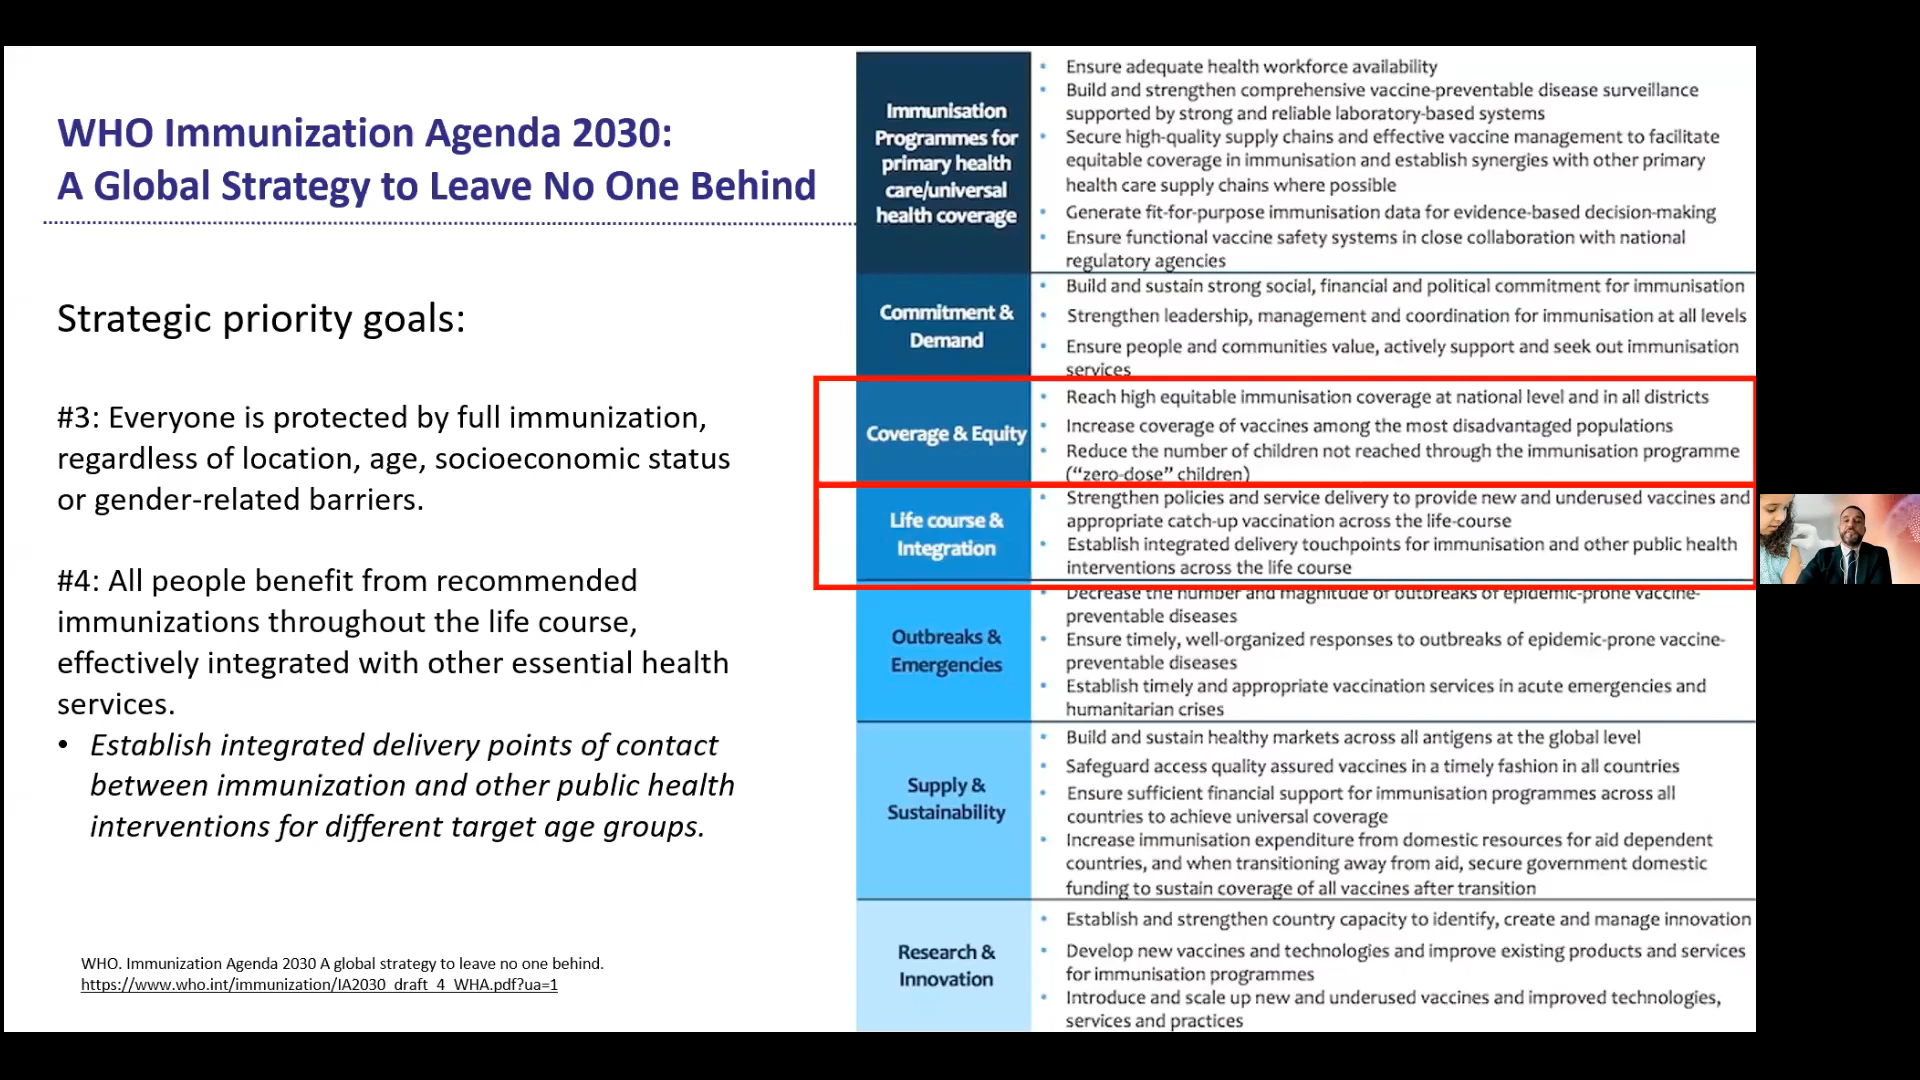 WHO Immunization Agenda 2030:
A Global Strategy to Leave No One Behind
Strategic priority goals:
#3: Everyone is protected by full immunization,
regardless of location, age, socioeconomic status
or gender-related barriers.
#4: All people benefit from recommended
immunizations throughout the life course,
effectively integrated with other essential health
services.
• Establish integrated delivery points of contact
between immunization and other public health
interventions for different target age groups.
WHO. Immunization Agenda 2030 A global strategy to leave no one behind.
https://www.who.int/immunization/IA2030_draft_4_WHA.pdf?ua=1
Immunisation
Programmes for
primary health
care/universal
health coverage
• Ensure adequate health workforce availability
• Build and strengthen comprehensive vaccine-preventable disease surveillance
supported by strong and reliable laboratory-based systems
• Secure high-quality supply chains and effective vaccine management to facilitate
equitable coverage in immunisation and establish synergies with other primary
health care supply chains where possible
• Generate fit-for-purpose immunisation data for evidence-based decision-making
• Ensure functional vaccine safety systems in close collaboration with national
regulatory agencies
Commitment &
Demand
• Build and sustain strong social, financial and political commitment for immunisation
• Strengthen leadership, management and coordination for immunisation at all levels
• Ensure people and communities value, actively support and seek out immunisation
services
Coverage & Equity
• Reach high equitable immunisation coverage at national level and in all districts
• Increase coverage of vaccines among the most disadvantaged populations
• Reduce the number of children not reached through the immunisation programme
(“zero-dose” children)
Life course &
Integration
• Strengthen policies and service delivery to provide new and underused vaccines and
appropriate catch-up vaccination across the life-course
• Establish integrated delivery touchpoints for immunisation and other public health
interventions across the life course
Outbreaks &
Emergencies
• Decrease the number and magnitude of outbreaks of epidemic-prone vaccine-
preventable diseases
• Ensure timely, well-organized responses to outbreaks of epidemic-prone vaccine-
preventable diseases
• Establish timely and appropriate vaccination services in acute emergencies and
humanitarian crises
Supply &
Sustainability
• Build and sustain healthy markets across all antigens at the global level
• Safeguard access quality assured vaccines in a timely fashion in all countries
• Ensure sufficient financial support for immunisation programmes across all
countries to achieve universal coverage
• Increase immunisation expenditure from domestic resources for aid dependent
countries, and when transitioning away from aid, secure government domestic
funding to sustain coverage of all vaccines after transition
Research &
Innovation
• Establish and strengthen country capacity to identify, create and manage innovation
• Develop new vaccines and technologies and improve existing products and services
for immunisation programmes
• Introduce and scale up new and underused vaccines and improved technologies,
services and practices